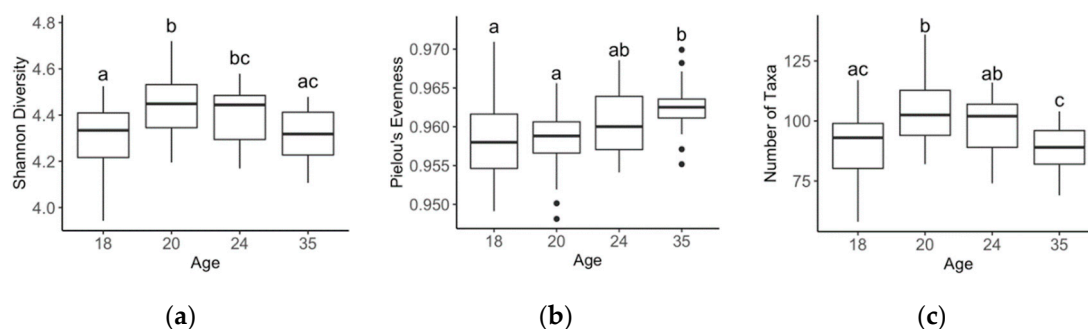 Shannon Diversity
4.8
4.6
4.4
4.2
4.0
a
b
bc
ac
18
20
24
35
Age
(a)
Pielou's Evenness
0.970
0.965
0.960
0.955
0.950
a
a
ab
b
18
20
24
35
Age
(b)
Number of Taxa
125
100
75
ac
b
ab
c
18
20
24
35
Age
(c)